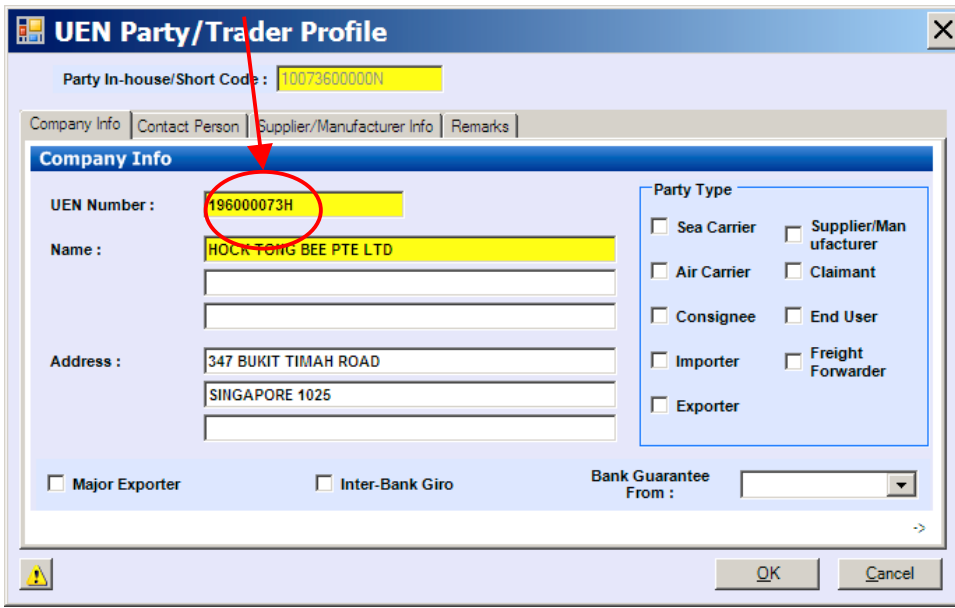 UEN Party/Trader Profile
Party In-house/Short Code : 10073600000N
Company Info Contact Person Supplier/Manufacturer Info Remarks
Company Info
UEN Number : 196000073H
Name : HOCK TONG BEE PTE LTD
Address : 347 BUKIT TIMAH ROAD
SINGAPORE 1025
Party Type
Sea Carrier Supplier/Man
ufacturer
Air Carrier Claimant
Consignee End User
Importer Freight
Forwarder
Exporter
Major Exporter Inter-Bank Giro Bank Guarantee
From :
->
OK Cancel